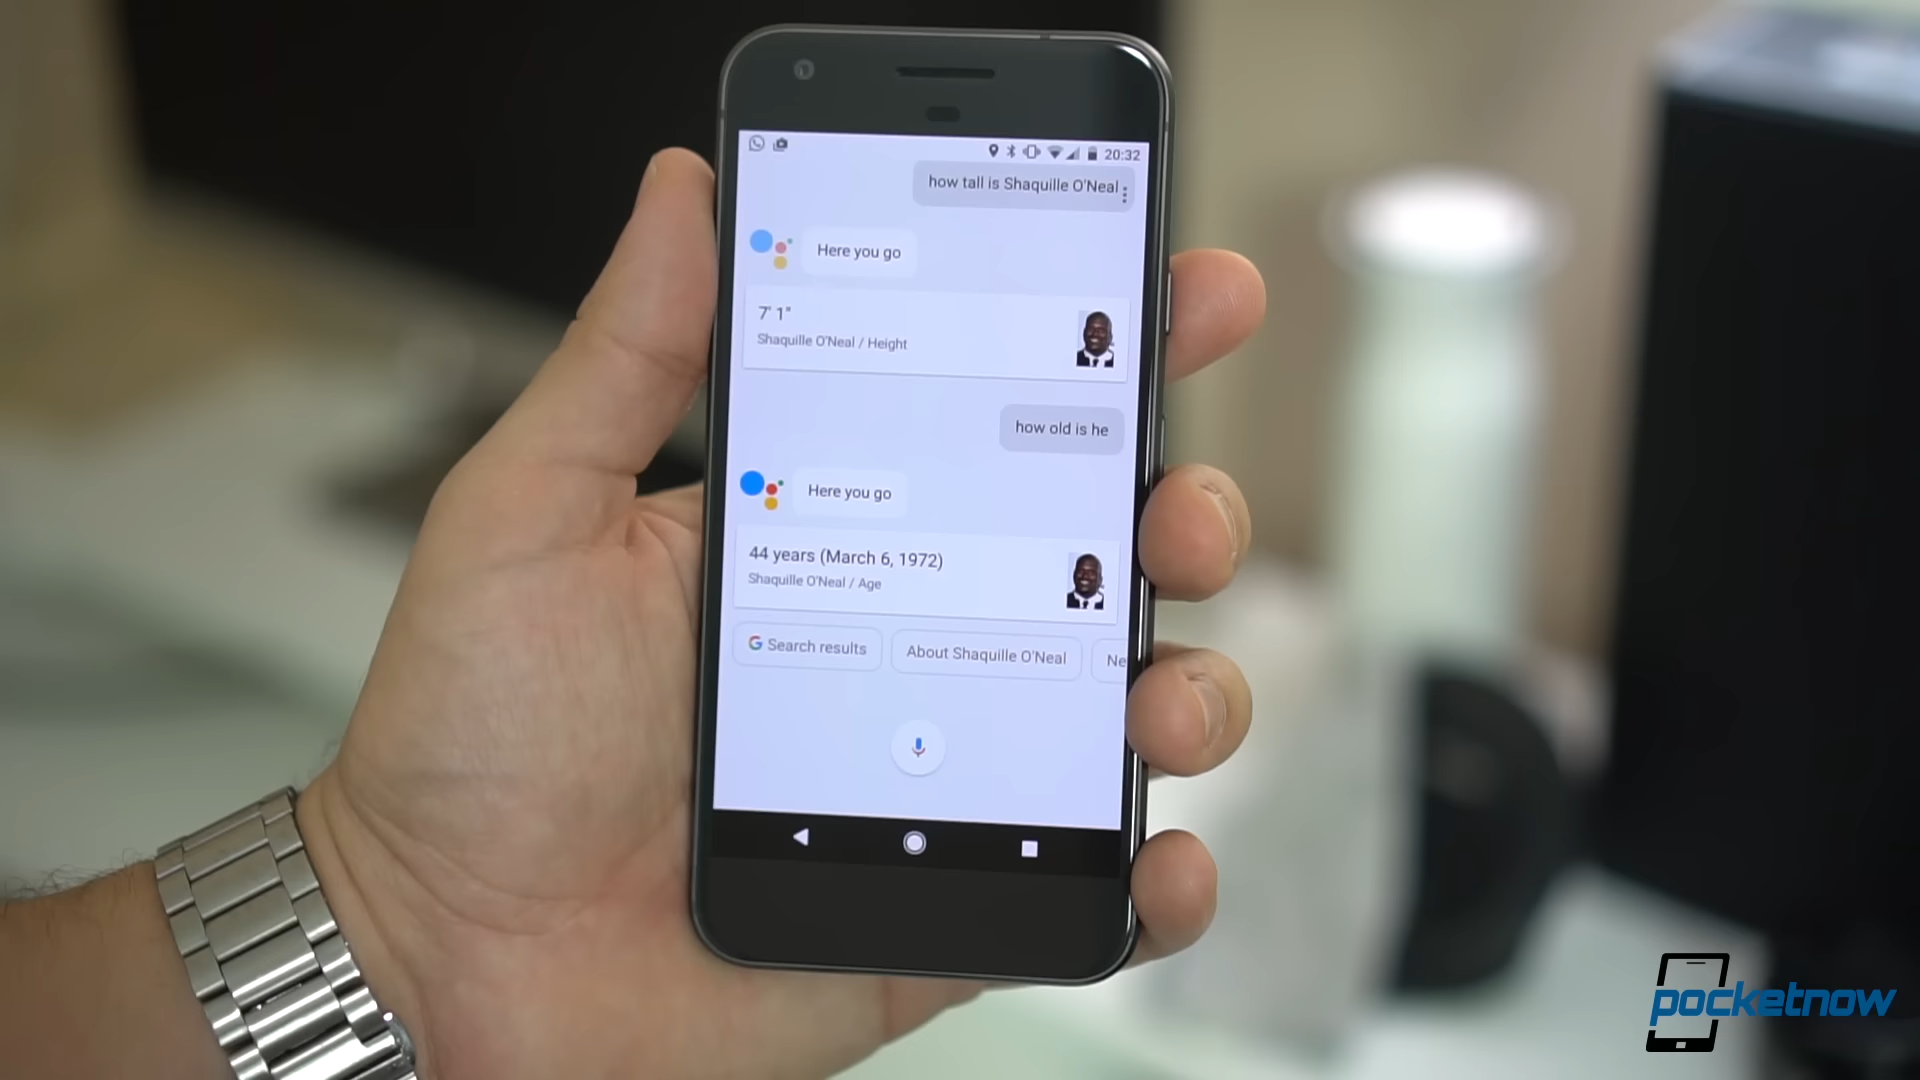 20:32
how tall is Shaquille O'Neal
Here you go
7' 1"
Shaquille O'Neal / Height
how old is he
Here you go
44 years (March 6, 1972)
Shaquille O'Neal / Age
G Search results
About Shaquille O'Neal
Ne
pocketnow